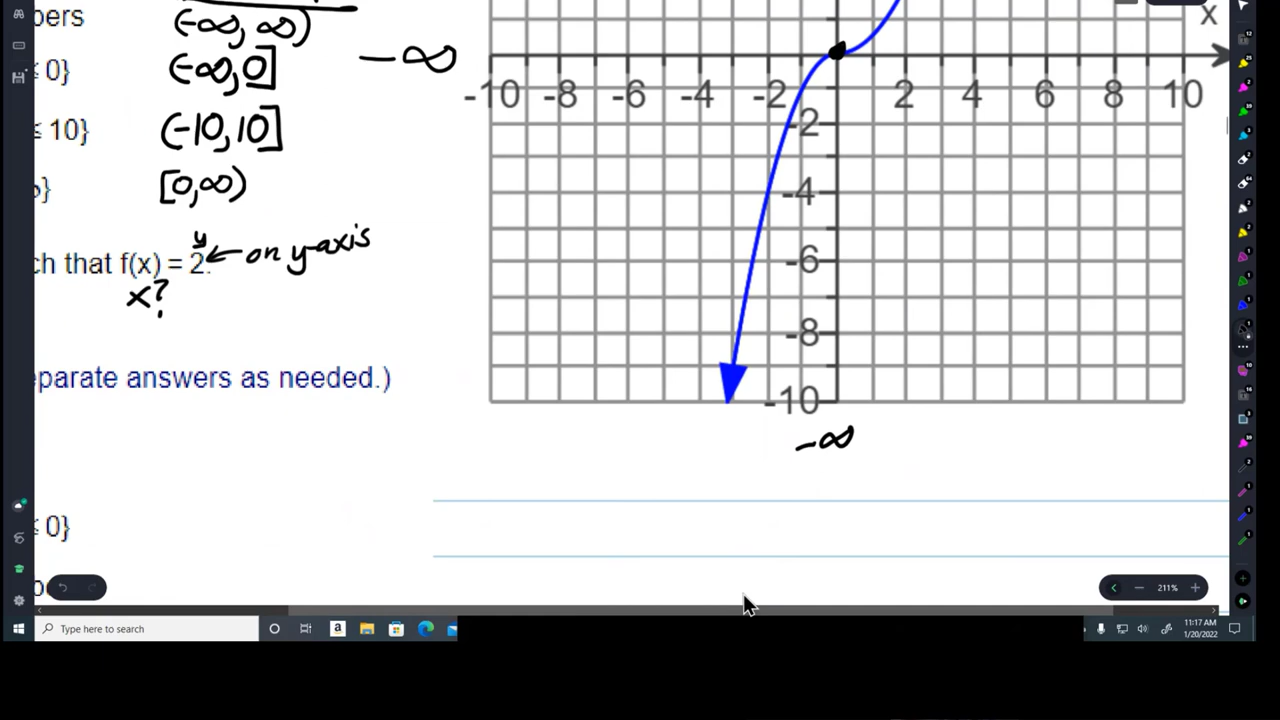 bers
(-∞, ∞)
≤ 0}
(-∞, 0]
-∞
≤ 10}
(-10, 10]
[0, ∞)
y
ch that f(x) = 2. ← on y-axis
x?
eparate answers as needed.)
≤ 0}
x
-10 -8 -6 -4 -2 2 4 6 8 10
-2
-4
-6
-8
-10
-∞
211%
Type here to search
a
11:17 AM
1/20/2022